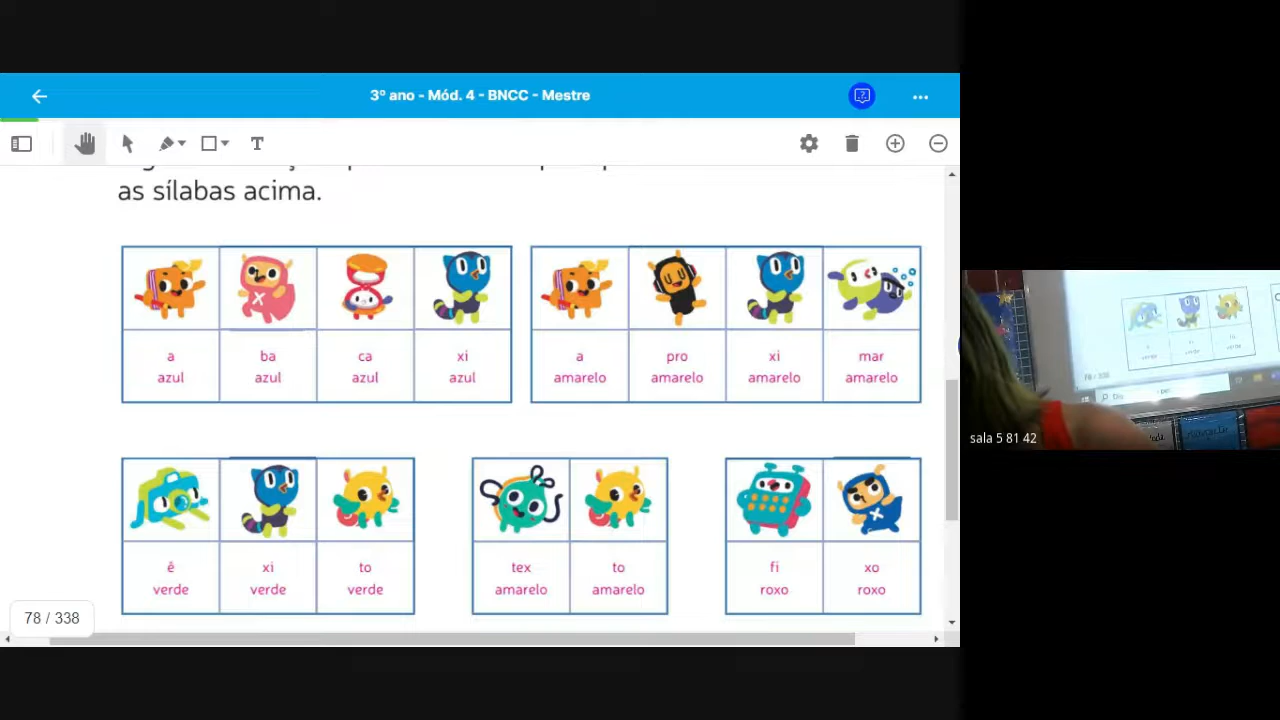 3º ano - Mód. 4 - BNCC - Mestre
T
as sílabas acima.
a ba ca xi
azul azul azul azul
a pro xi mar
amarelo amarelo amarelo amarelo
ê xi to
verde verde verde
tex to
amarelo amarelo
fi xo
roxo roxo
78 / 338
sala 5 81 42
78 / 338